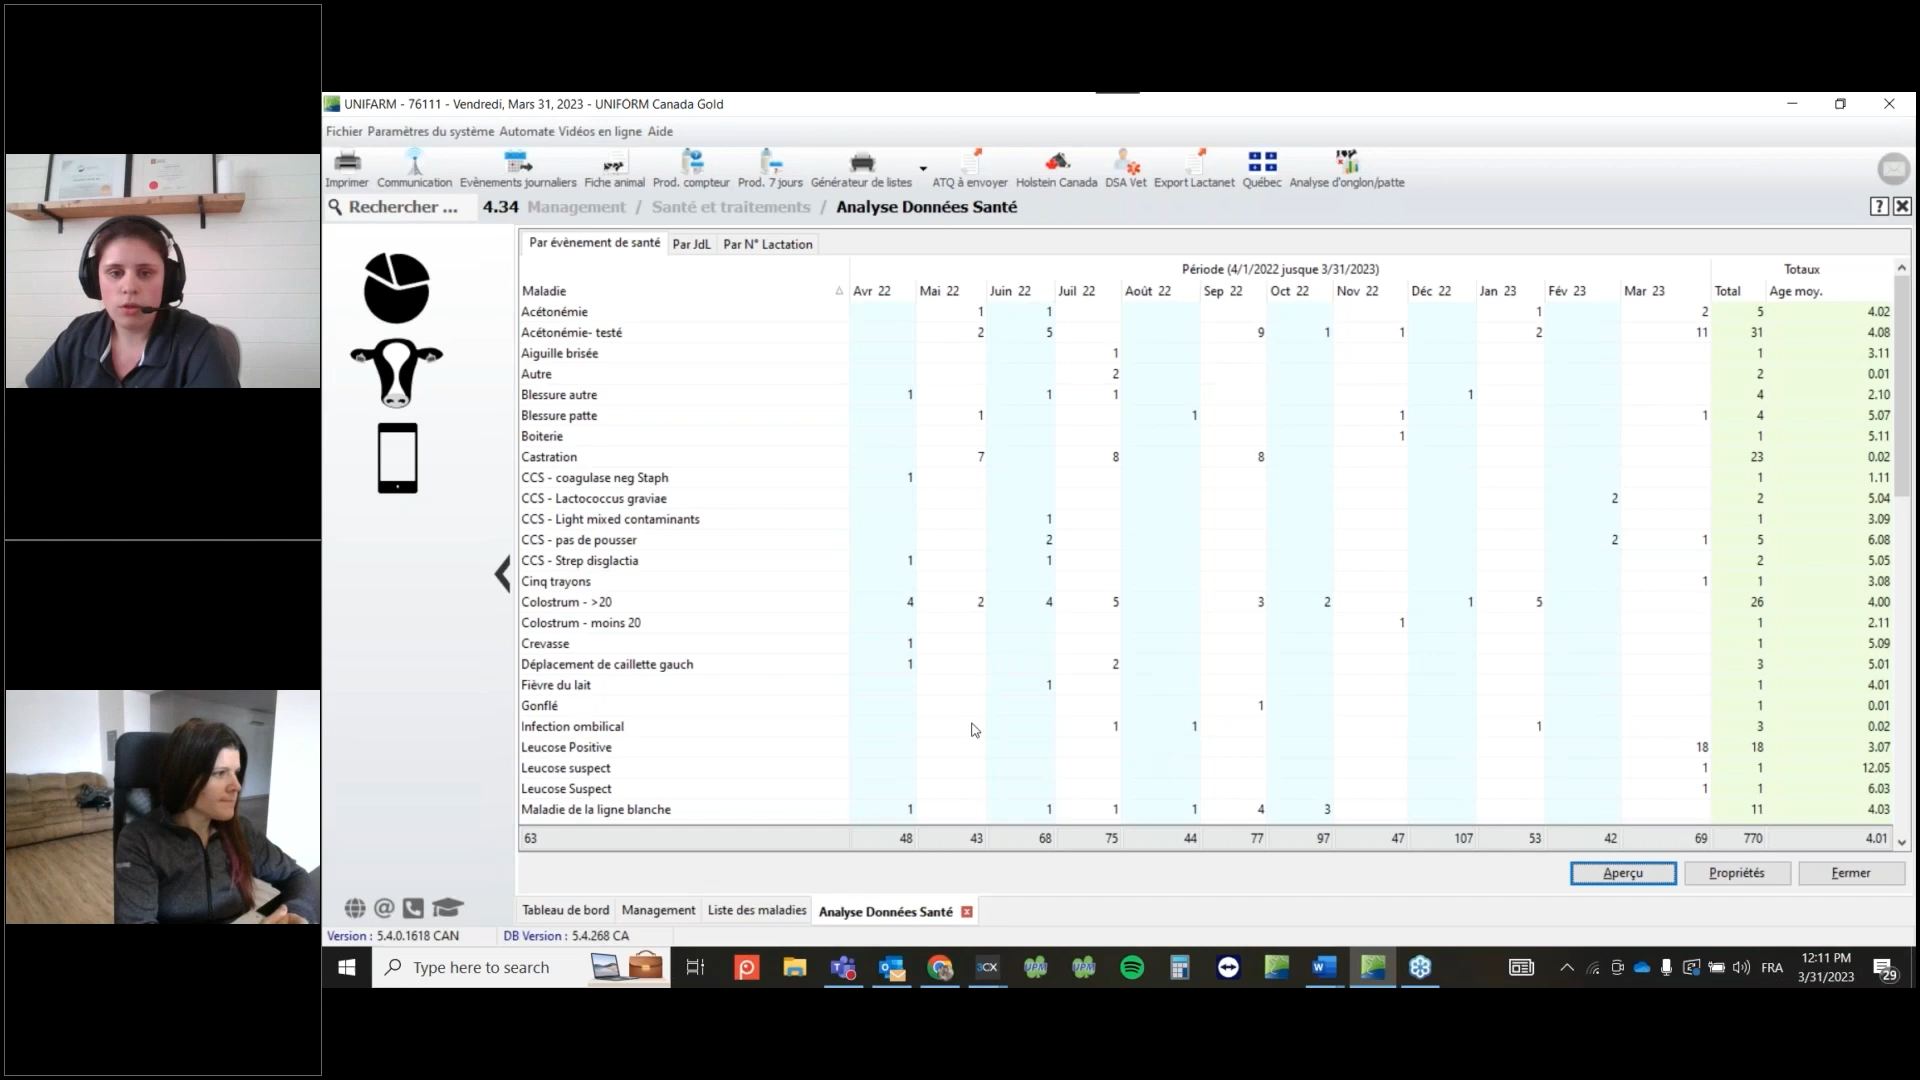 UNIFARM - 76111 - Vendredi, Mars 31, 2023 - UNIFORM Canada Gold
Fichier Paramètres du système Automate Vidéos en ligne Aide
Imprimer Communication Evènements journaliers Fiche animal Prod. compteur Prod. 7 jours Générateur de listes ATQ à envoyer Holstein Canada DSA Vet Export Lactanet Québec Analyse d'onglon/patte
Rechercher ... 4.34 Management / Santé et traitements / Analyse Données Santé ?
Par évènement de santé Par JdL Par N° Lactation
Période (4/1/2022 jusque 3/31/2023) Totaux
Maladie Avr 22 Mai 22 Juin 22 Juil 22 Août 22 Sep 22 Oct 22 Nov 22 Déc 22 Jan 23 Fév 23 Mar 23 Total Age moy.
Acétonémie 1 1 1 2 5 4.02
Acétonémie- testé 2 5 9 1 1 2 11 31 4.08
Aiguille brisée 1 1 3.11
Autre 2 2 0.01
Blessure autre 1 1 1 1 4 2.10
Blessure patte 1 1 1 1 4 5.07
Boiterie 1 1 5.11
Castration 7 8 8 23 0.02
CCS - coagulase neg Staph 1 1 1.11
CCS - Lactococcus graviae 2 2 5.04
CCS - Light mixed contaminants 1 1 3.09
CCS - pas de pousser 2 2 1 5 6.08
CCS - Strep disglactia 1 1 2 5.05
Cinq trayons 1 1 3.08
Colostrum - >20 4 2 4 5 3 2 1 5 26 4.00
Colostrum - moins 20 1 1 2.11
Crevasse 1 1 5.09
Déplacement de caillette gauch 1 2 3 5.01
Fièvre du lait 1 1 4.01
Gonflé 1 1 0.01
Infection ombilical 1 1 1 3 0.02
Leucose Positive 18 18 3.07
Leucose suspect 1 1 12.05
Leucose Suspect 1 1 6.03
Maladie de la ligne blanche 1 1 1 1 4 3 11 4.03
63 48 43 68 75 44 77 97 47 107 53 42 69 770 4.01
Aperçu Propriétés Fermer
Tableau de bord Management Liste des maladies Analyse Données Santé
Version : 5.4.0.1618 CAN DB Version : 5.4.268 CA
Type here to search 3CX UPM UPM FRA 12:11 PM
3/31/2023 29